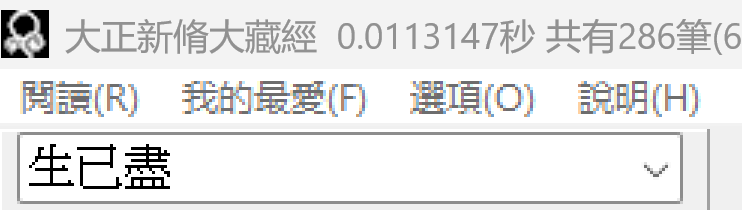 大正新脩大藏經 0.0113147秒 共有286筆(6
閱讀(R) 我的最愛(F) 選項(O) 說明(H)
生已盡